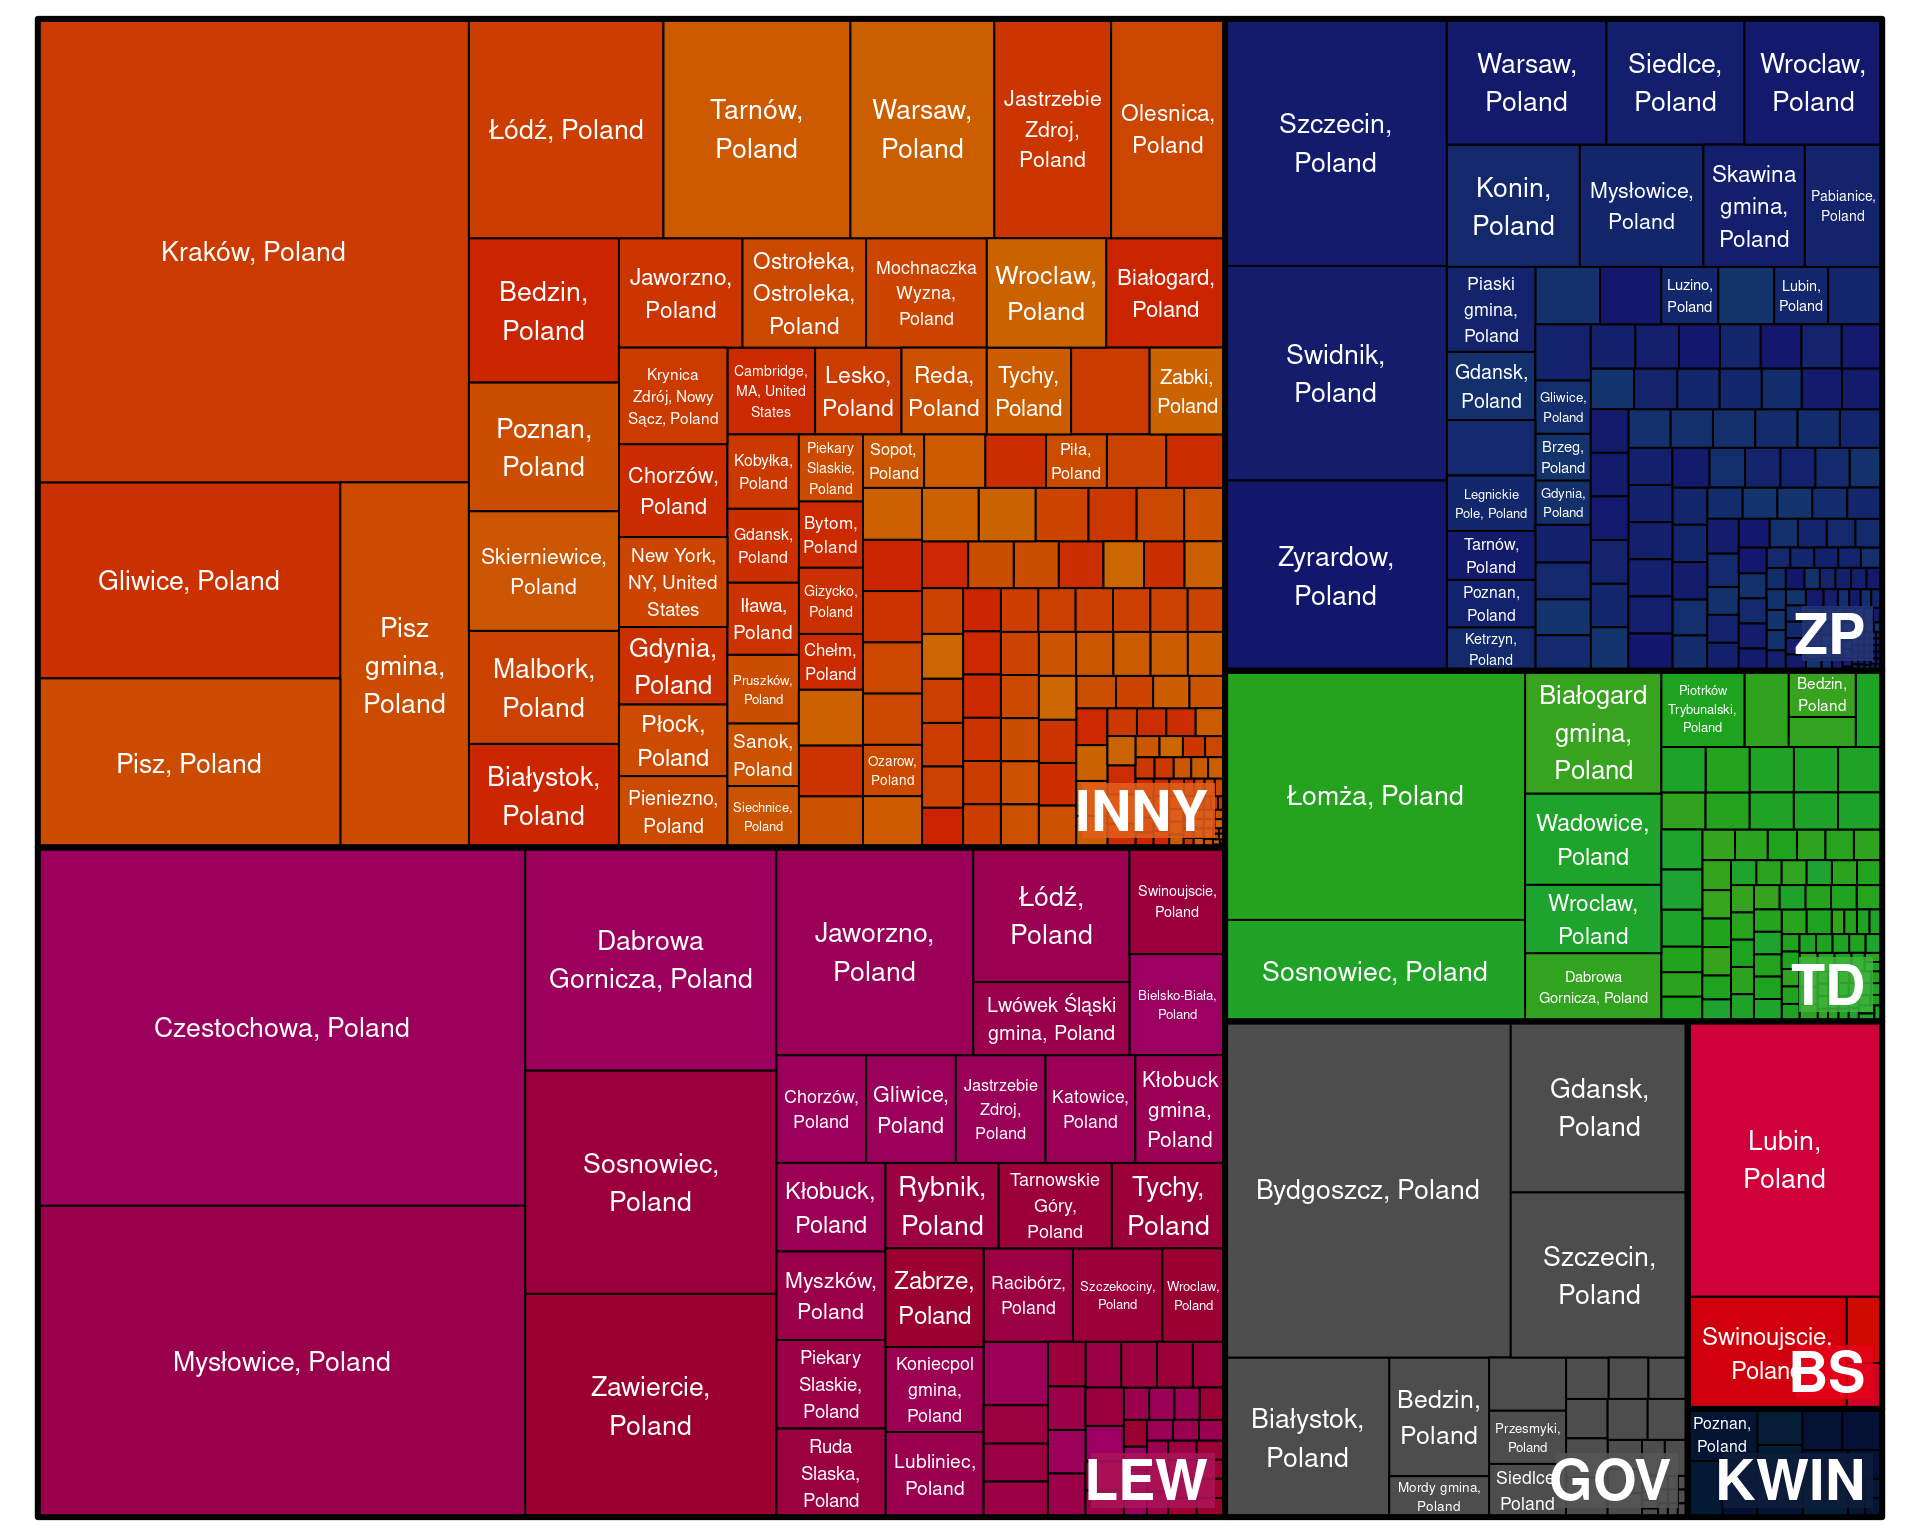 Kraków, Poland
Łódź, Poland
Tarnów,
Poland
Warsaw,
Poland
Jastrzebie
Zdroj,
Poland
Olesnica,
Poland
Bedzin,
Poland
Jaworzno,
Poland
Ostrołeka,
Ostroleka,
Poland
Mochnaczka
Wyzna,
Poland
Wroclaw,
Poland
Białogard,
Poland
Krynica
Zdrój, Nowy
Sącz, Poland
Cambridge,
MA, United
States
Lesko,
Poland
Reda,
Poland
Tychy,
Poland
Zabki,
Poland
Poznan,
Poland
Chorzów,
Poland
Kobyłka,
Poland
Piekary
Slaskie,
Poland
Sopot,
Poland
Piła,
Poland
Gliwice, Poland
Pisz
gmina,
Poland
Pisz, Poland
Skierniewice,
Poland
New York,
NY, United
States
Gdansk,
Poland
Bytom,
Poland
Gizycko,
Poland
Iława,
Poland
Chełm,
Poland
Malbork,
Poland
Gdynia,
Poland
Pruszków,
Poland
Płock,
Poland
Sanok,
Poland
Ozarow,
Poland
Białystok,
Poland
Pieniezno,
Poland
Siechnice,
Poland
INNY
Szczecin,
Poland
Warsaw,
Poland
Siedlce,
Poland
Wroclaw,
Poland
Konin,
Poland
Mysłowice,
Poland
Skawina
gmina,
Poland
Pabianice,
Poland
Swidnik,
Poland
Piaski
gmina,
Poland
Luzino,
Poland
Lubin,
Poland
Gdansk,
Poland
Gliwice,
Poland
Brzeg,
Poland
Legnickie
Pole, Poland
Gdynia,
Poland
Zyrardow,
Poland
Tarnów,
Poland
Poznan,
Poland
Ketrzyn,
Poland
ZP
Łomża, Poland
Białogard
gmina,
Poland
Piotrków
Trybunalski,
Poland
Bedzin,
Poland
Wadowice,
Poland
Wroclaw,
Poland
Sosnowiec, Poland
Dabrowa
Gornicza, Poland
TD
Czestochowa, Poland
Dabrowa
Gornicza, Poland
Jaworzno,
Poland
Łódź,
Poland
Swinoujscie,
Poland
Lwówek Śląski
gmina, Poland
Bielsko-Biała,
Poland
Chorzów,
Poland
Gliwice,
Poland
Jastrzebie
Zdroj,
Poland
Katowice,
Poland
Kłobuck
gmina,
Poland
Sosnowiec,
Poland
Kłobuck,
Poland
Rybnik,
Poland
Tarnowskie
Góry,
Poland
Tychy,
Poland
Mysłowice, Poland
Myszków,
Poland
Zabrze,
Poland
Racibórz,
Poland
Szczekociny,
Poland
Wroclaw,
Poland
Zawiercie,
Poland
Piekary
Slaskie,
Poland
Koniecpol
gmina,
Poland
Ruda
Slaska,
Poland
Lubliniec,
Poland
LEW
Bydgoszcz, Poland
Gdansk,
Poland
Szczecin,
Poland
Białystok,
Poland
Bedzin,
Poland
Przesmyki,
Poland
Mordy gmina,
Poland
Siedlce
Poland
GOV
Lubin,
Poland
Swinoujscie.
Poland
BS
Poznan,
Poland
KWIN